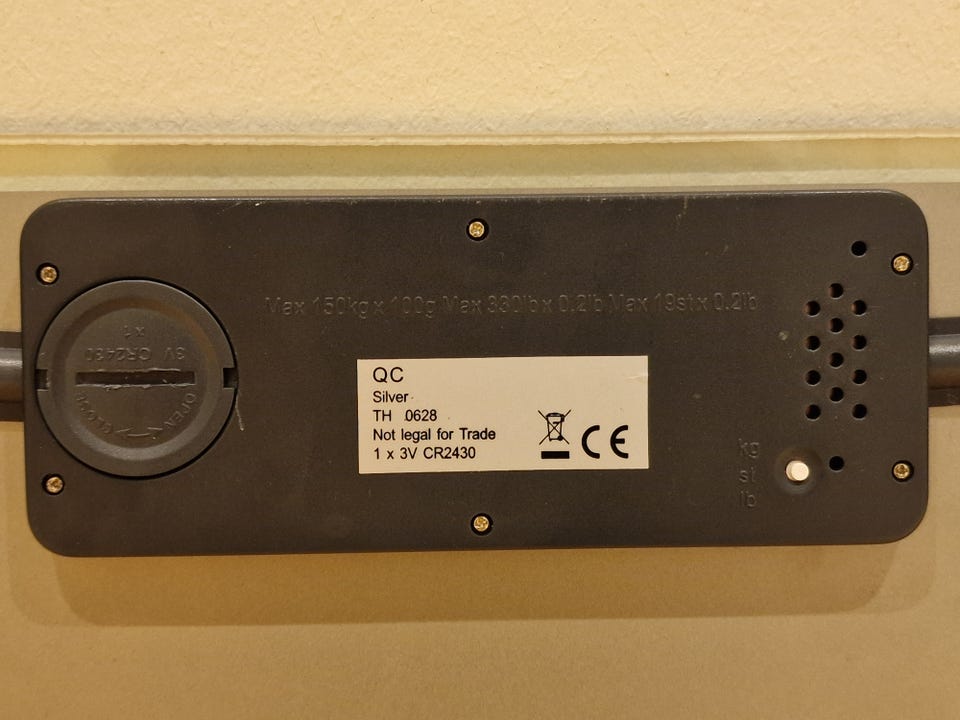 Max 150kg x 100g Max 330lb x 0.2lb Max 19st x 0.2lb
x1
3V CR2430
OPEN
CLOSE
QC
Silver
TH 0628
Not legal for Trade
1 x 3V CR2430
CE
kg
st
lb